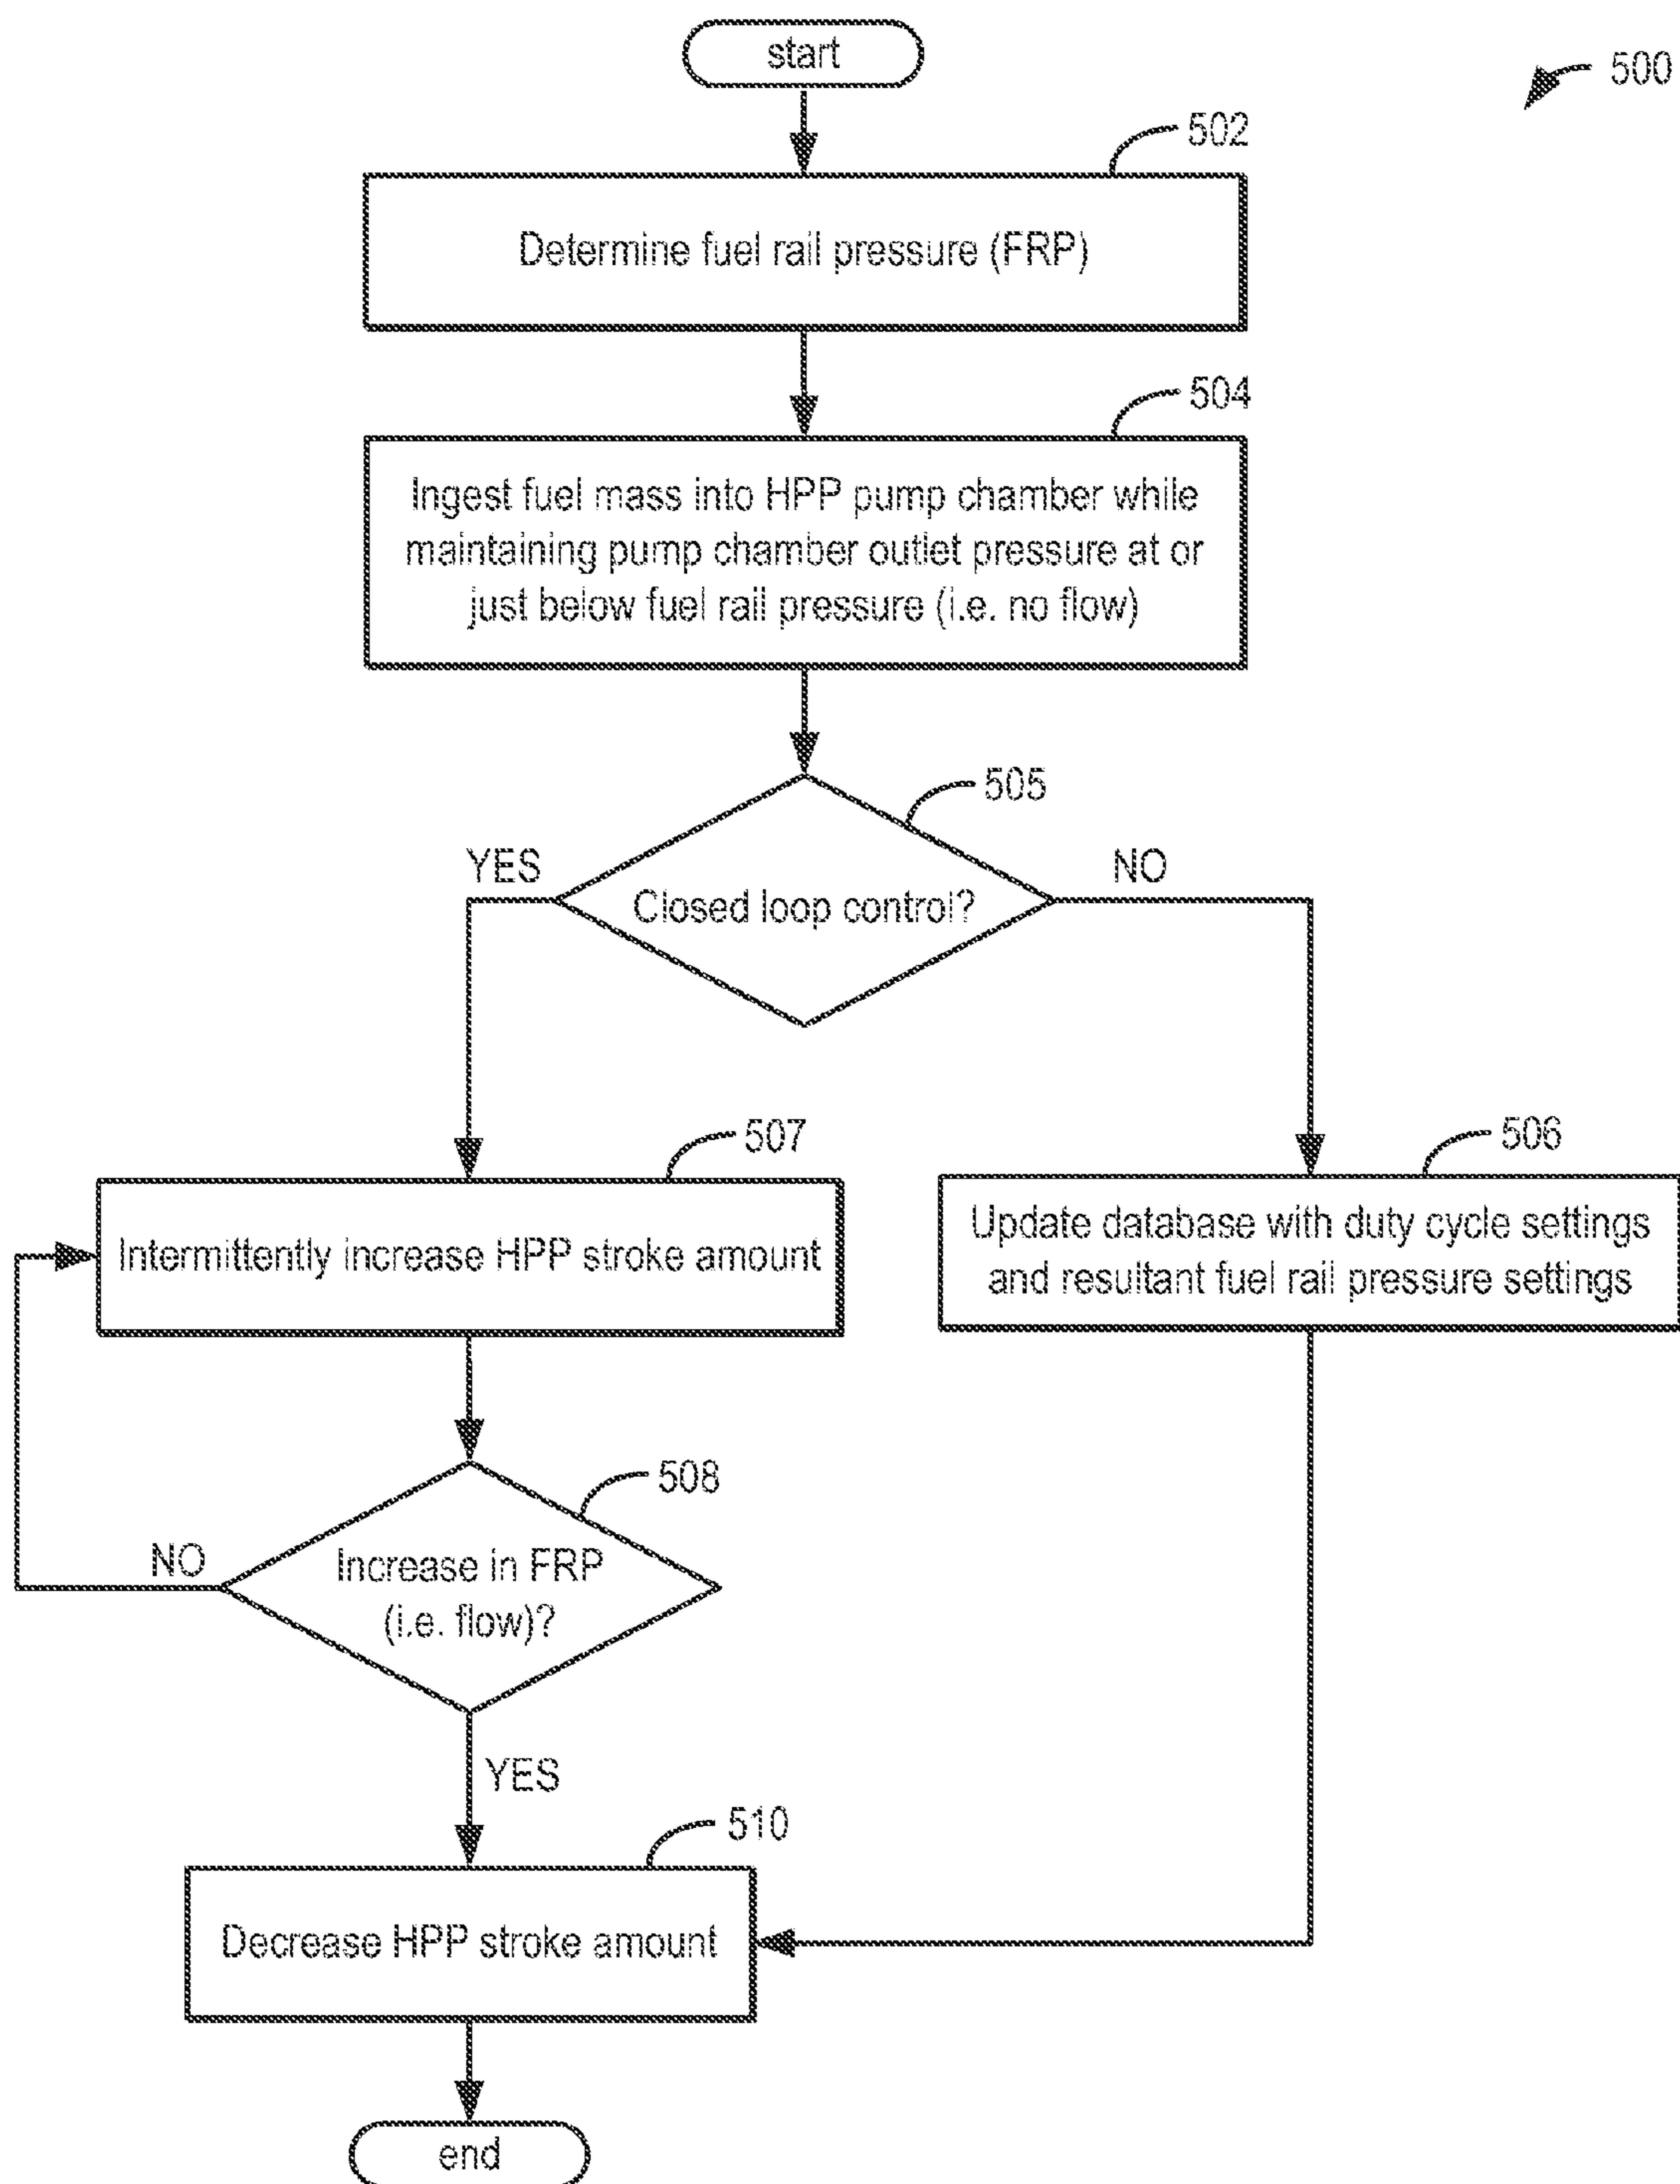 start
500
502
Determine fuel rail pressure (FRP)
504
Ingest fuel mass into HPP pump chamber while
maintaining pump chamber outlet pressure at or
just below fuel rail pressure (i.e. no flow)
505
YES
NO
Closed loop control?
507
506
Intermittently increase HPP stroke amount
Update database with duty cycle settings
and resultant fuel rail pressure settings
508
NO
Increase in FRP
(i.e. flow)?
YES
510
Decrease HPP stroke amount
end